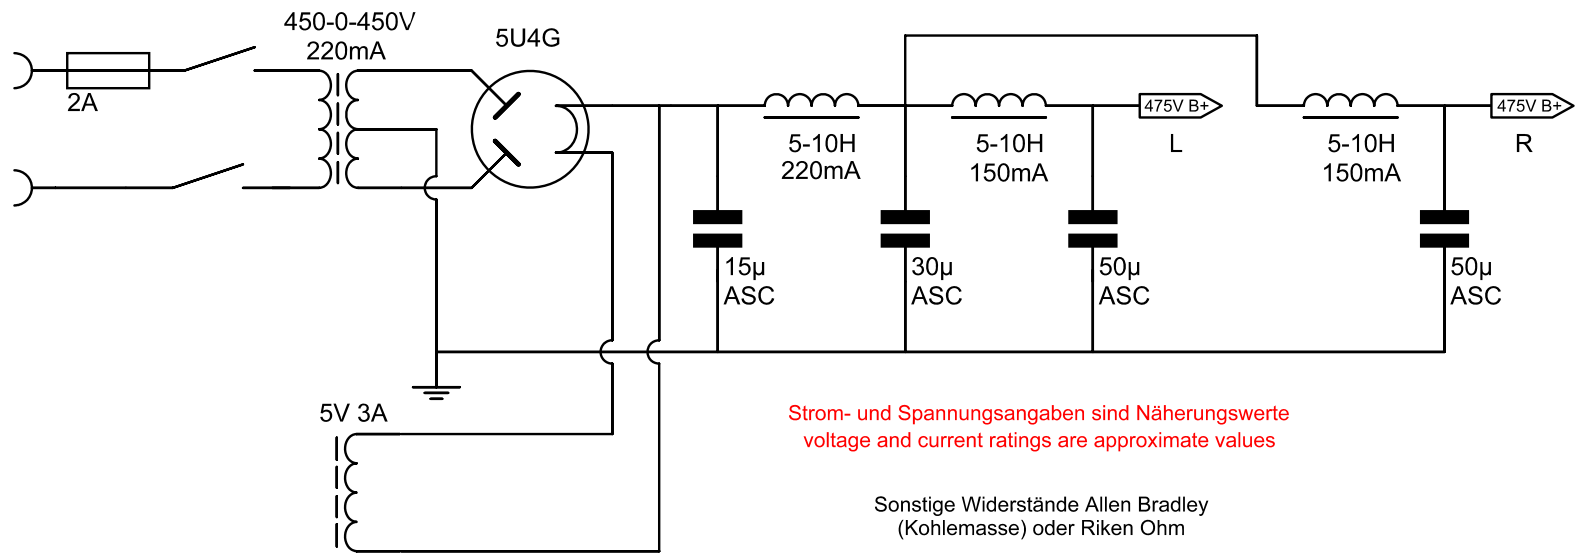 450-0-450V
220mA
5U4G
2A
475V B+
475V B+
5-10H
220mA
5-10H
150mA
L
5-10H
150mA
R
15µ
ASC
30µ
ASC
50µ
ASC
50µ
ASC
5V 3A
Strom- und Spannungsangaben sind Näherungswerte
voltage and current ratings are approximate values
Sonstige Widerstände Allen Bradley
(Kohlemasse) oder Riken Ohm